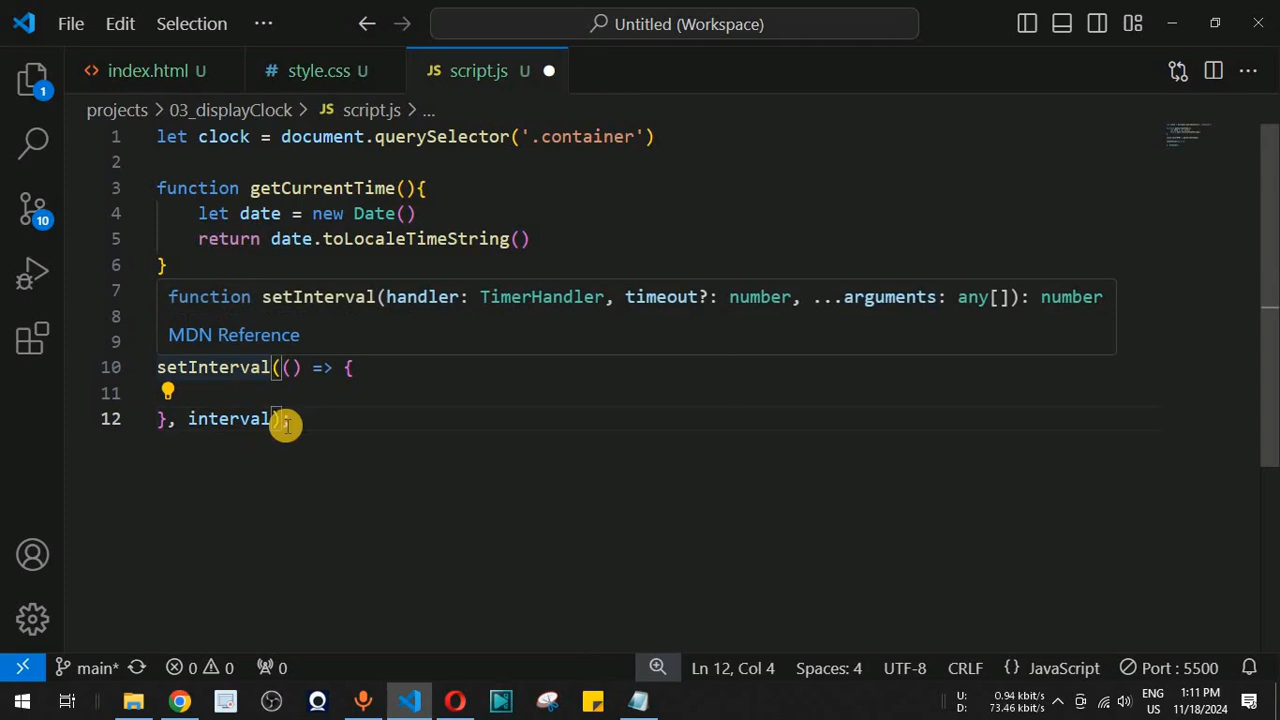 File Edit Selection ··· Untitled (Workspace)
index.html U style.css U JS script.js U
projects > 03_displayClock > JS script.js > ...
1 let clock = document.querySelector('.container')
2
3 function getCurrentTime(){
4 let date = new Date()
5 return date.toLocaleTimeString()
6 }
7 function setInterval(handler: TimerHandler, timeout?: number, ...arguments: any[]): number
8
MDN Reference
9
10 setInterval(() => {
11
12 }, interval);
1
10
main* 0 0 0 Ln 12, Col 4 Spaces: 4 UTF-8 CRLF {} JavaScript Port : 5500
U: 0.94 kbit/s ENG 1:11 PM
D: 73.46 kbit/s US 11/18/2024